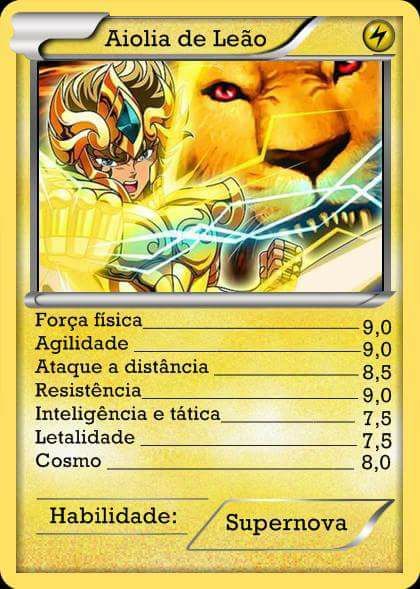 Aiolia de Leão
Força física 9,0
Agilidade 9,0
Ataque a distância 8,5
Resistência 9,0
Inteligência e tática 7,5
Letalidade 7,5
Cosmo 8,0
Habilidade: Supernova